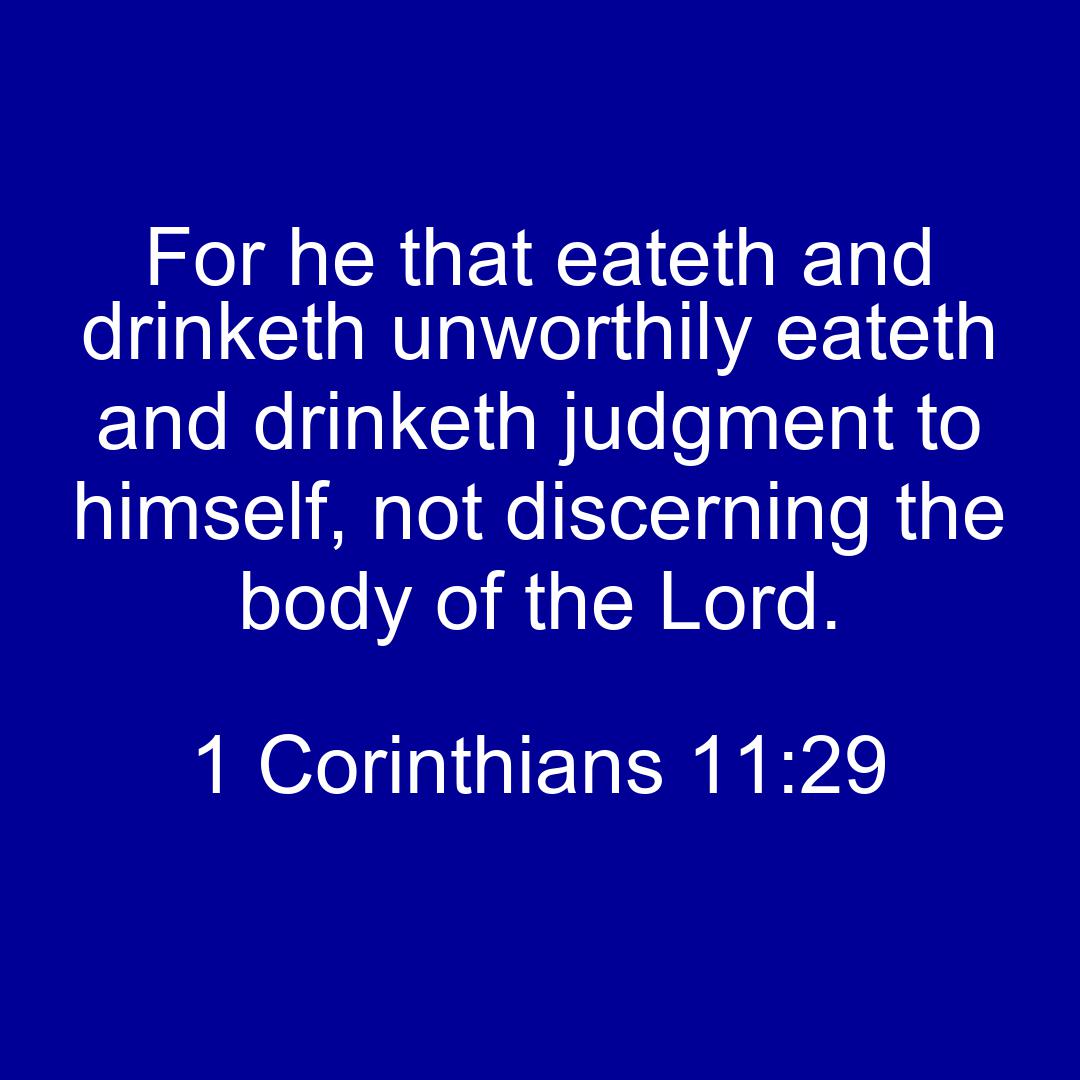 For he that eateth and
drinketh unworthily eateth
and drinketh judgment to
himself, not discerning the
body of the Lord.
1 Corinthians 11:29